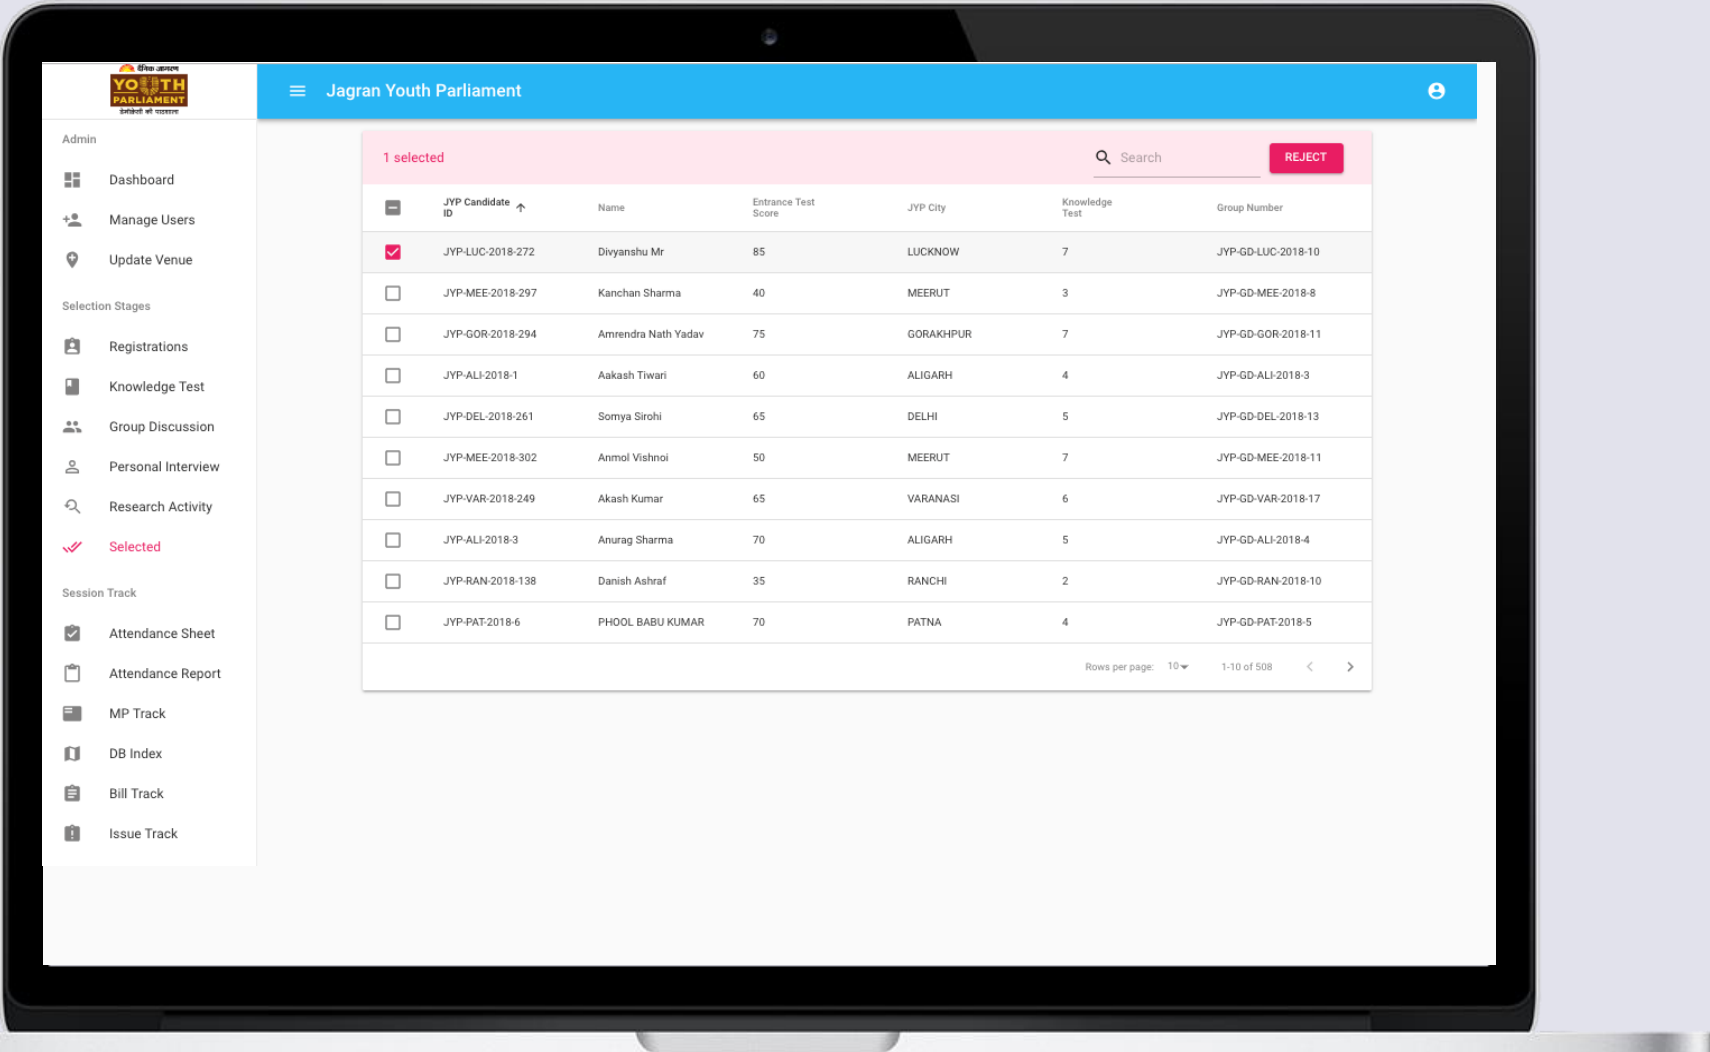 दैनिक जागरण
YOUTH
PARLIAMENT
डेमोक्रेसी की पाठशाला
Jagran Youth Parliament
Admin
Dashboard
Manage Users
Update Venue
Selection Stages
Registrations
Knowledge Test
Group Discussion
Personal Interview
Research Activity
Selected
Session Track
Attendance Sheet
Attendance Report
MP Track
DB Index
Bill Track
Issue Track
1 selected
Search
REJECT
JYP Candidate ID Name Entrance Test Score JYP City Knowledge Test Group Number
JYP-LUC-2018-272 Divyanshu Mr 85 LUCKNOW 7 JYP-GD-LUC-2018-10
JYP-MEE-2018-297 Kanchan Sharma 40 MEERUT 3 JYP-GD-MEE-2018-8
JYP-GOR-2018-294 Amrendra Nath Yadav 75 GORAKHPUR 7 JYP-GD-GOR-2018-11
JYP-ALI-2018-1 Aakash Tiwari 60 ALIGARH 4 JYP-GD-ALI-2018-3
JYP-DEL-2018-261 Somya Sirohi 65 DELHI 5 JYP-GD-DEL-2018-13
JYP-MEE-2018-302 Anmol Vishnoi 50 MEERUT 7 JYP-GD-MEE-2018-11
JYP-VAR-2018-249 Akash Kumar 65 VARANASI 6 JYP-GD-VAR-2018-17
JYP-ALI-2018-3 Anurag Sharma 70 ALIGARH 5 JYP-GD-ALI-2018-4
JYP-RAN-2018-138 Danish Ashraf 35 RANCHI 2 JYP-GD-RAN-2018-10
JYP-PAT-2018-6 PHOOL BABU KUMAR 70 PATNA 4 JYP-GD-PAT-2018-5
Rows per page: 10 1-10 of 508